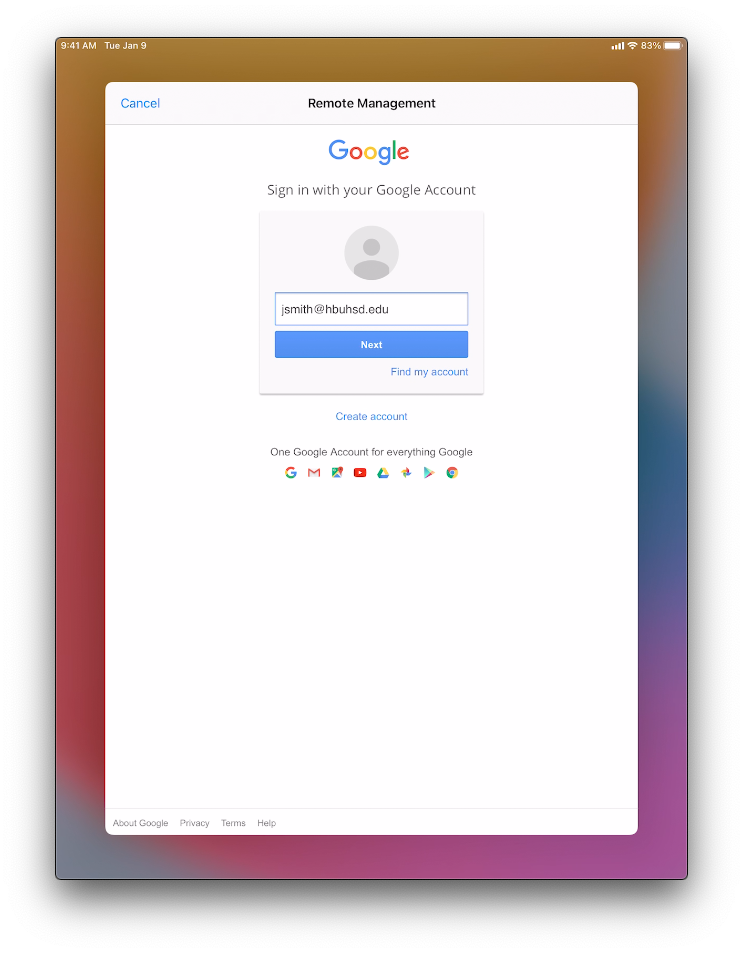 9:41 AM Tue Jan 9 83%
Cancel Remote Management
Google
Sign in with your Google Account
jsmith@hbuhsd.edu
Next
Find my account
Create account
One Google Account for everything Google
About Google Privacy Terms Help